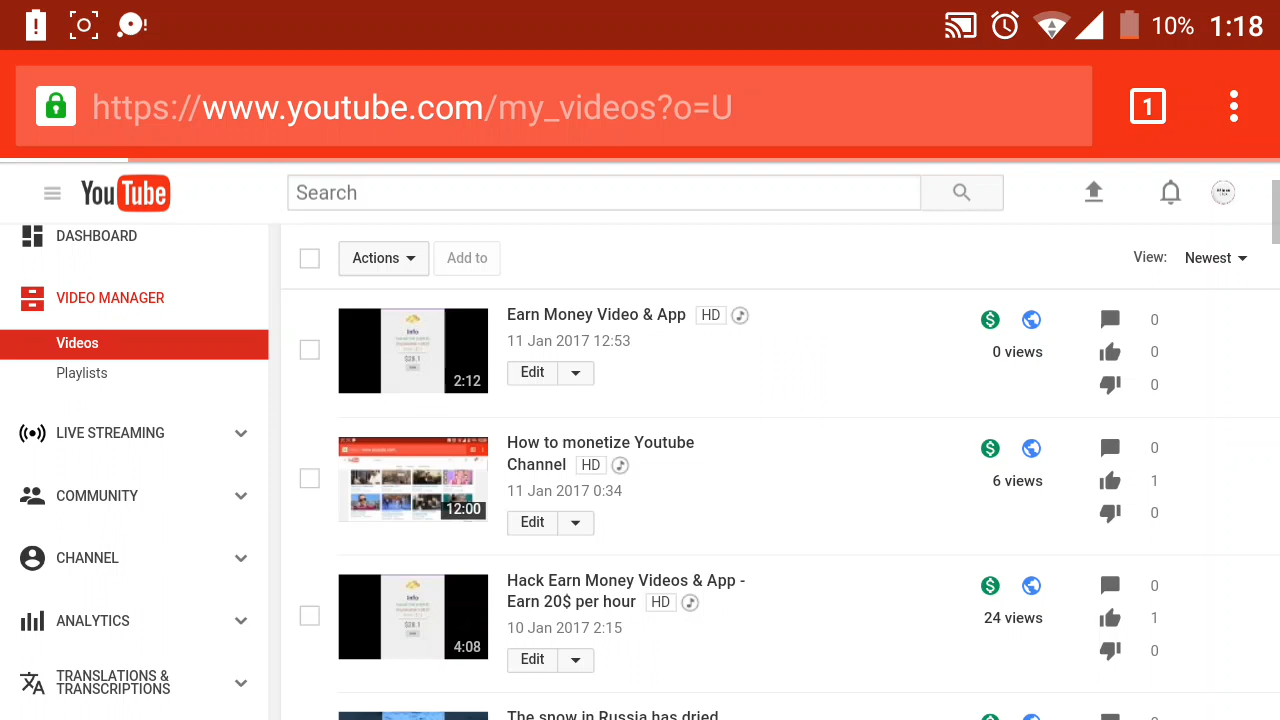 10% 1:18
https://www.youtube.com/my_videos?o=U
1
YouTube
Search
DASHBOARD
VIDEO MANAGER
Videos
Playlists
LIVE STREAMING
COMMUNITY
CHANNEL
ANALYTICS
TRANSLATIONS &
TRANSCRIPTIONS
Actions
Add to
View: Newest
Earn Money Video & App HD
11 Jan 2017 12:53
Edit
2:12
0 views
0
0
0
How to monetize Youtube
Channel HD
11 Jan 2017 0:34
Edit
12:00
6 views
0
1
0
Hack Earn Money Videos & App -
Earn 20$ per hour HD
10 Jan 2017 2:15
Edit
Info
$28.1
4:08
24 views
0
1
0
The snow in Russia has dried